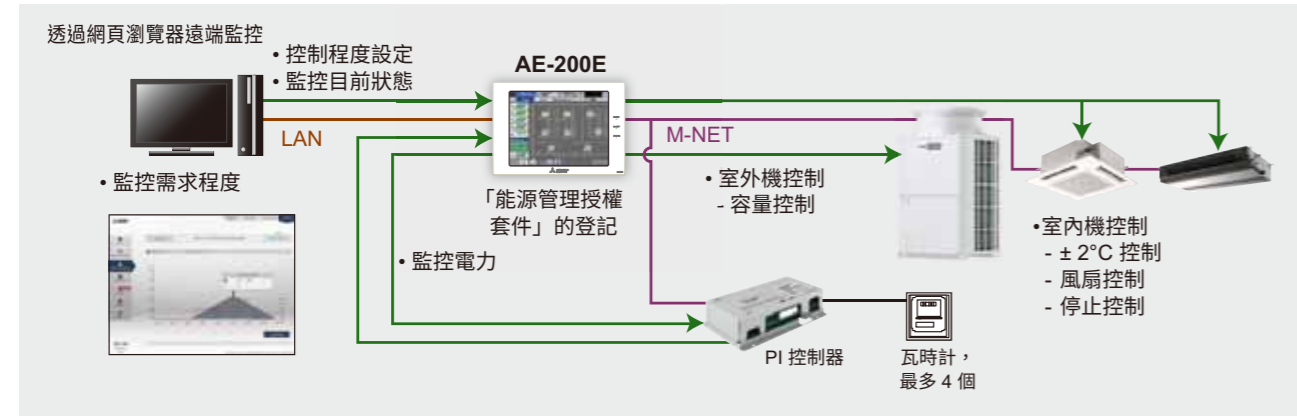 透過網頁瀏覽器遠端監控
• 控制程度設定
• 監控目前狀態
AE-200E
LAN
M-NET
• 監控需求程度
「能源管理授權
套件」的登記
• 室外機控制
- 容量控制
•室內機控制
- ± 2°C 控制
- 風扇控制
- 停止控制
• 監控電力
PI 控制器
瓦時計，
最多 4 個